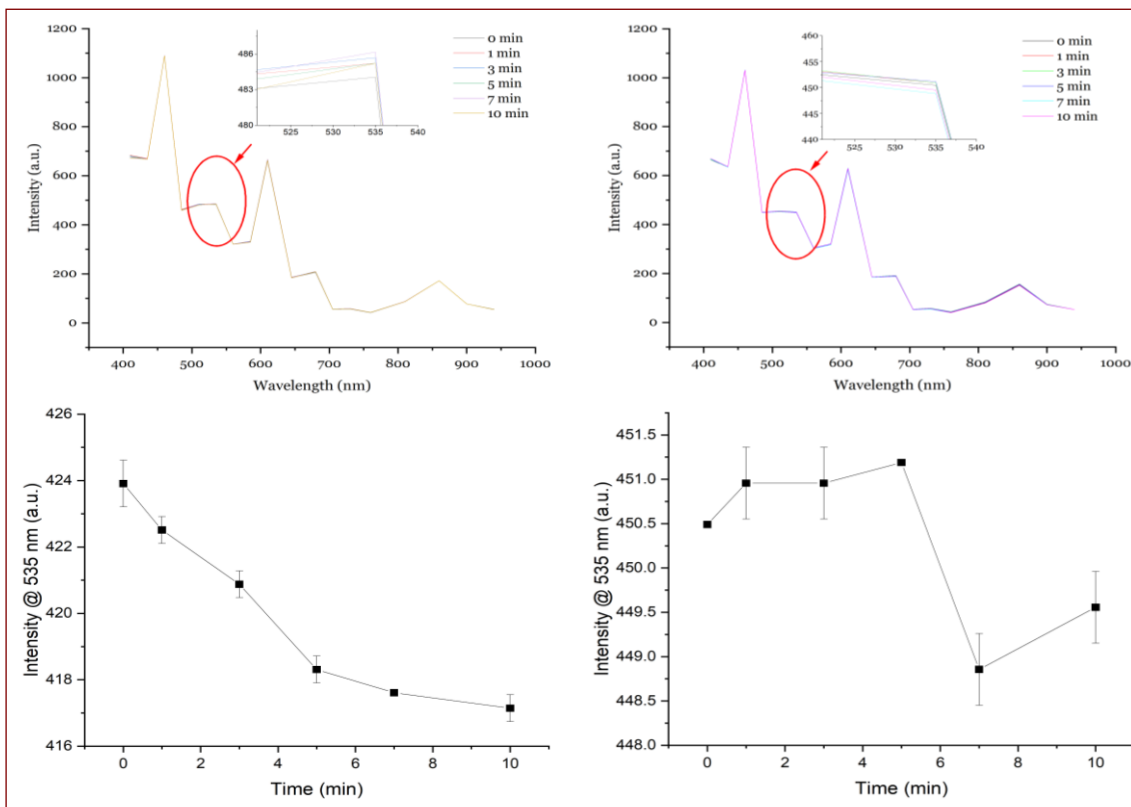 1200
1000
800
600
400
200
0
Intensity (a.u.)
400 500 600 700 800 900 1000
Wavelength (nm)
486
484
482
480
525 530 535 540
0 min
1 min
3 min
5 min
7 min
10 min
1200
1000
800
600
400
200
0
Intensity (a.u.)
400 500 600 700 800 900 1000
Wavelength (nm)
460
455
450
445
440
525 530 535 540
0 min
1 min
3 min
5 min
7 min
10 min
426
424
422
420
418
416
Intensity @ 535 nm (a.u.)
0 2 4 6 8 10
Time (min)
451.5
451.0
450.5
450.0
449.5
449.0
448.5
448.0
Intensity @ 535 nm (a.u.)
0 2 4 6 8 10
Time (min)